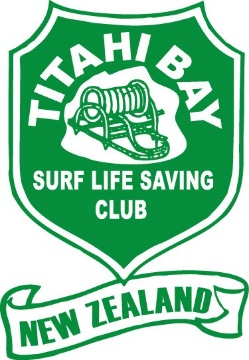 TITAHI BAY
SURF LIFE SAVING
CLUB
NEW ZEALAND